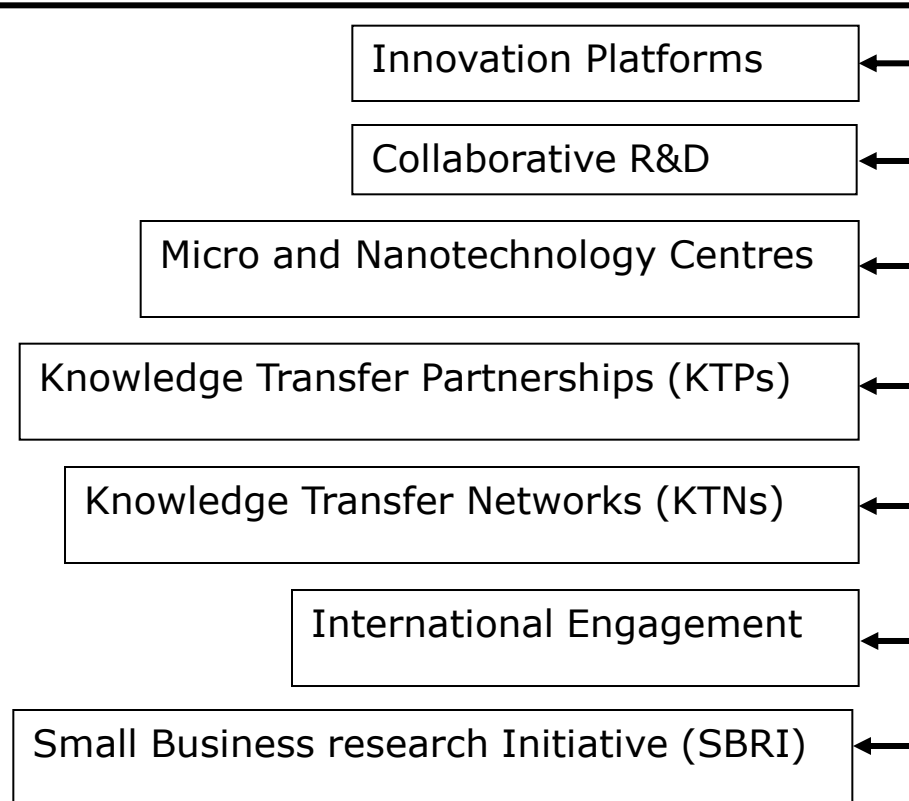 Innovation Platforms
Collaborative R&D
Micro and Nanotechnology Centres
Knowledge Transfer Partnerships (KTPs)
Knowledge Transfer Networks (KTNs)
International Engagement
Small Business research Initiative (SBRI)